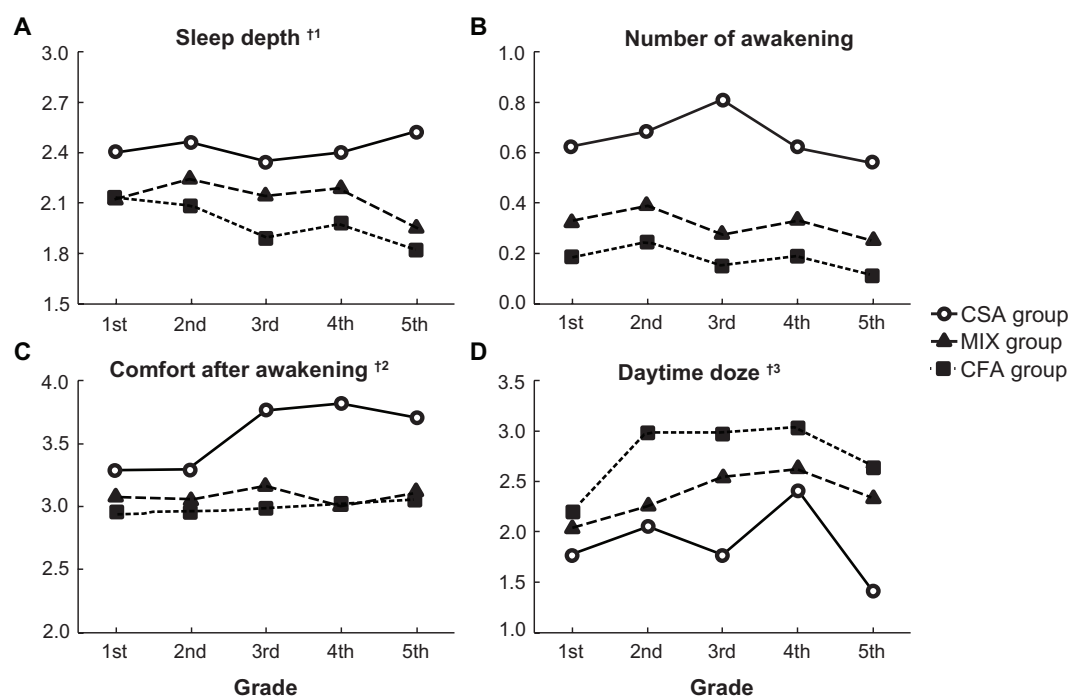 A
Sleep depth †1
3.0
2.7
2.4
2.1
1.8
1.5
1st 2nd 3rd 4th 5th
B
Number of awakening
1.0
0.8
0.6
0.4
0.2
0.0
1st 2nd 3rd 4th 5th
CSA group
MIX group
CFA group
C
Comfort after awakening †2
4.0
3.5
3.0
2.5
2.0
1st 2nd 3rd 4th 5th
Grade
D
Daytime doze †3
3.5
3.0
2.5
2.0
1.5
1.0
1st 2nd 3rd 4th 5th
Grade